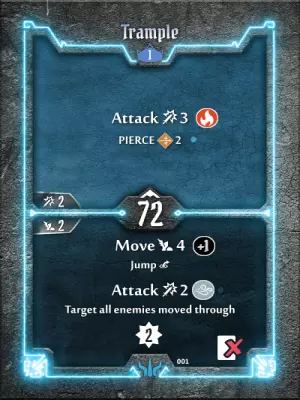 Trample
1
Attack 3
PIERCE 2
2
72
2
Move 4 +1
Jump
Attack 2
Target all enemies moved through
2
001